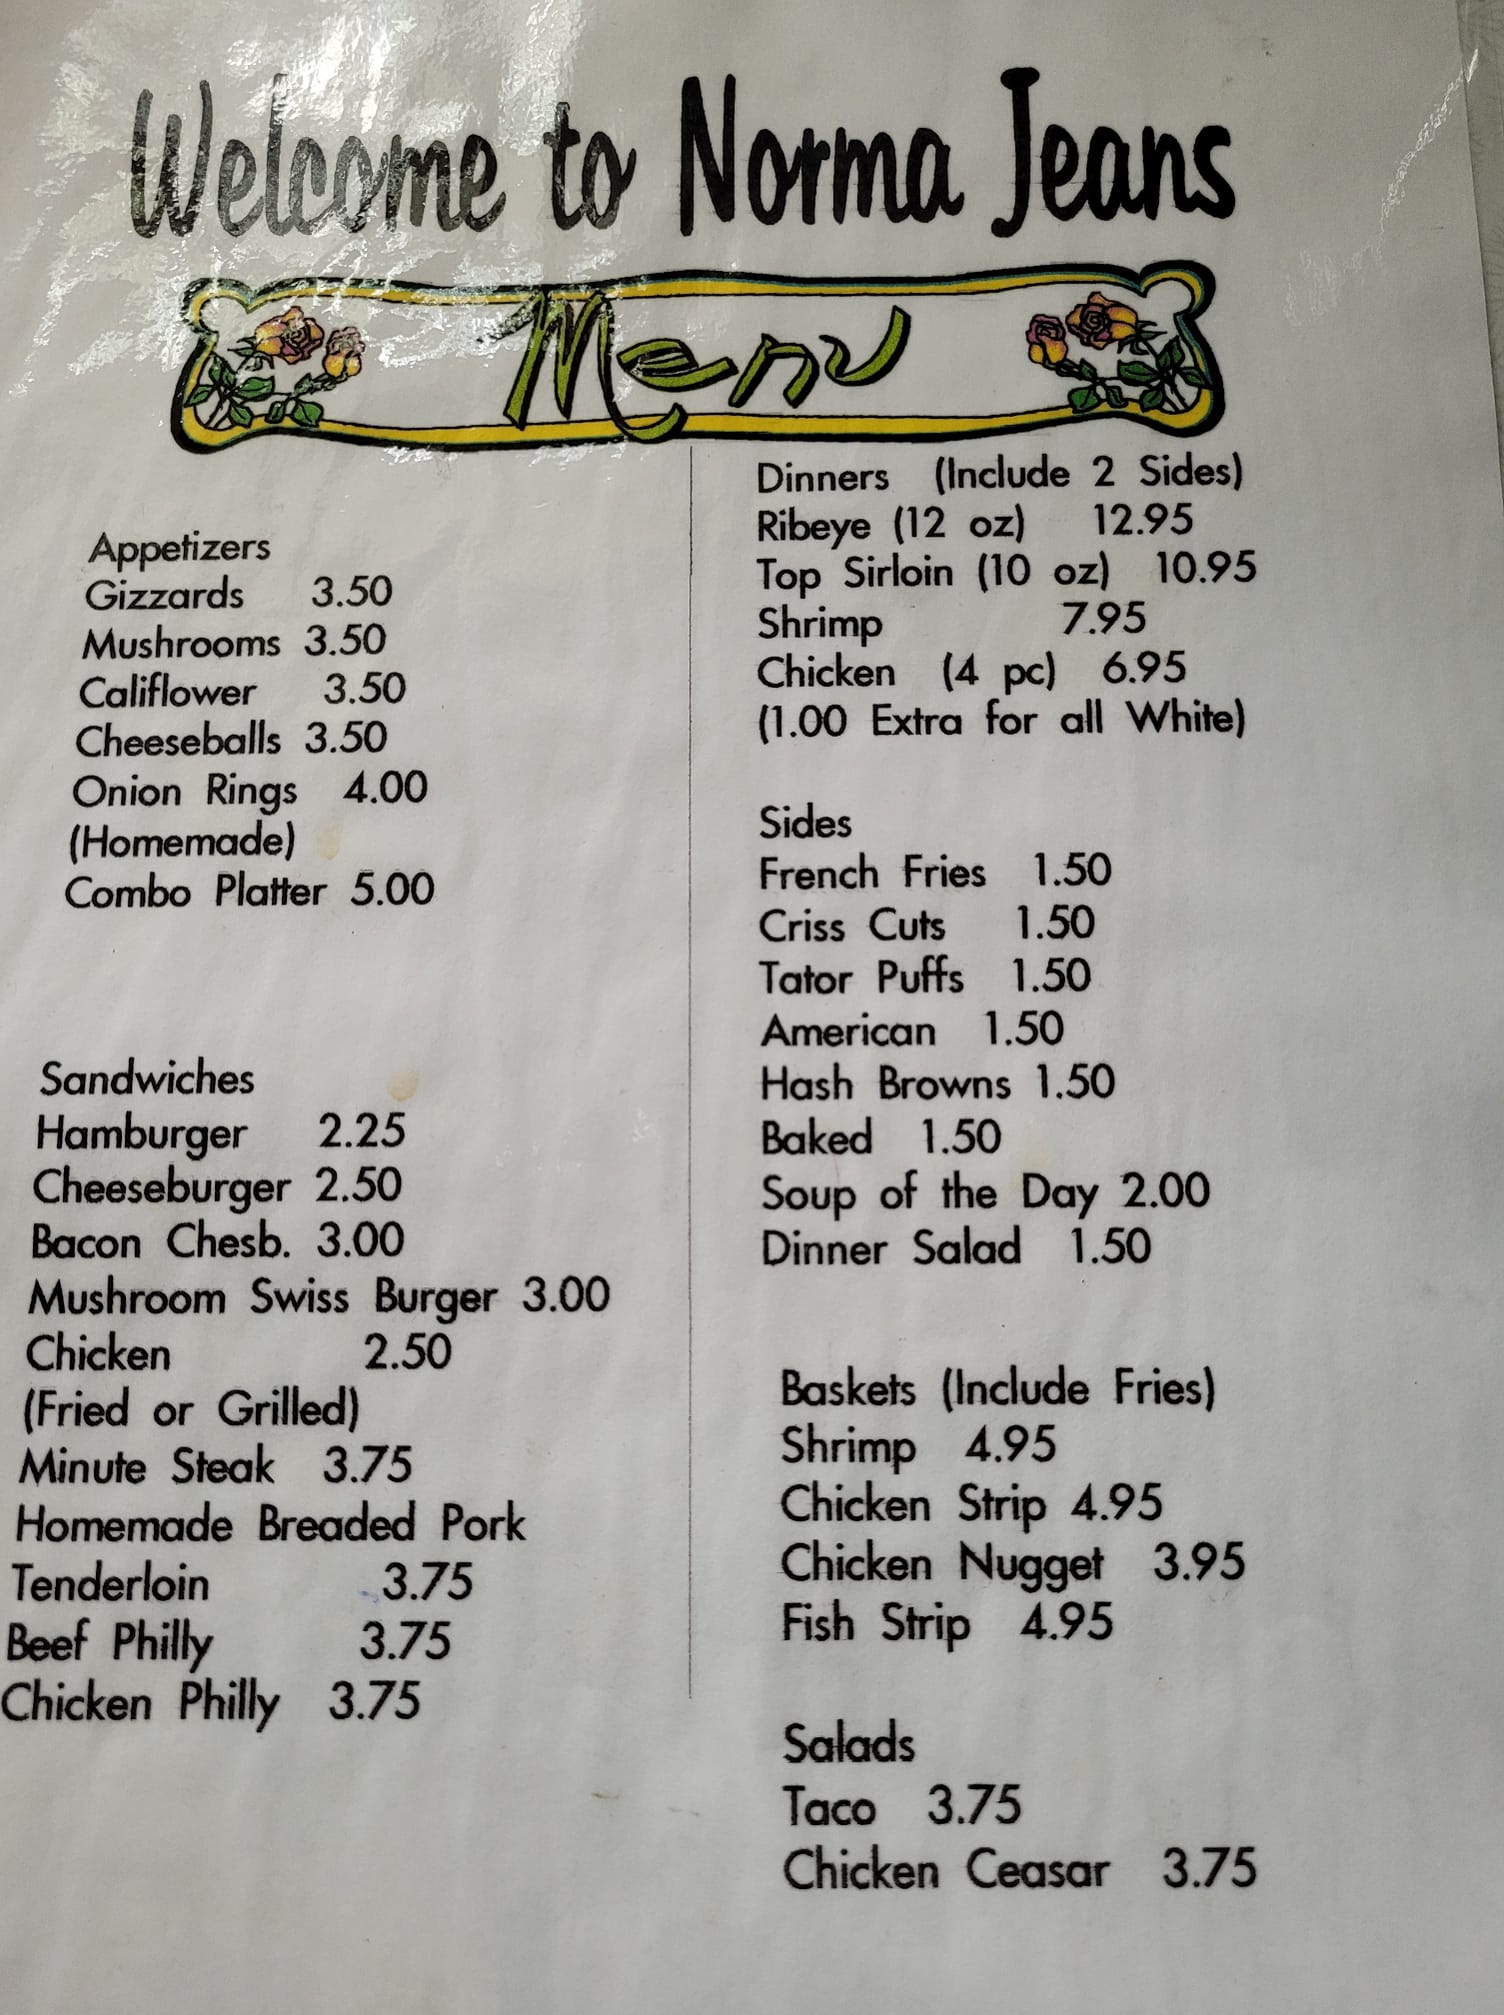 Welcome to Norma Jeans
Menu
Appetizers
Gizzards 3.50
Mushrooms 3.50
Califlower 3.50
Cheeseballs 3.50
Onion Rings 4.00
(Homemade)
Combo Platter 5.00
Sandwiches
Hamburger 2.25
Cheeseburger 2.50
Bacon Chesb. 3.00
Mushroom Swiss Burger 3.00
Chicken 2.50
(Fried or Grilled)
Minute Steak 3.75
Homemade Breaded Pork
Tenderloin 3.75
Beef Philly 3.75
Chicken Philly 3.75
Dinners (Include 2 Sides)
Ribeye (12 oz) 12.95
Top Sirloin (10 oz) 10.95
Shrimp 7.95
Chicken (4 pc) 6.95
(1.00 Extra for all White)
Sides
French Fries 1.50
Criss Cuts 1.50
Tator Puffs 1.50
American 1.50
Hash Browns 1.50
Baked 1.50
Soup of the Day 2.00
Dinner Salad 1.50
Baskets (Include Fries)
Shrimp 4.95
Chicken Strip 4.95
Chicken Nugget 3.95
Fish Strip 4.95
Salads
Taco 3.75
Chicken Ceasar 3.75